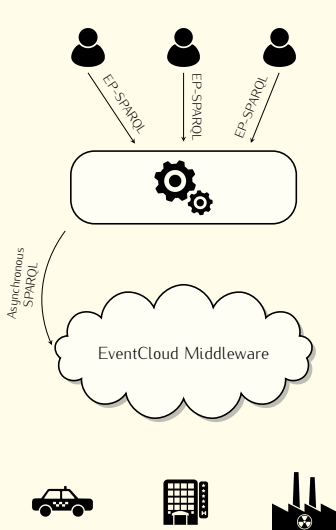 EP-SPARQL
EP-SPARQL
EP-SPARQL
Asynchronous
SPARQL
EventCloud Middleware